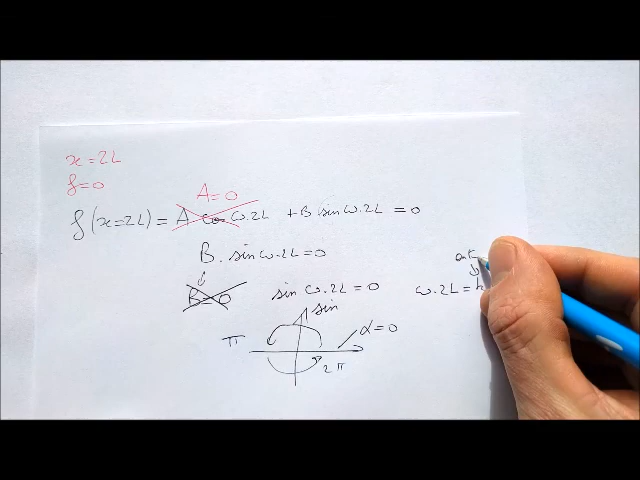 x=2L
f=0
A=0
f(x=2L) = A cos ω.2L + B sin ω.2L = 0
B. sin ω.2L=0
B=0 sin ω.2L = 0 ω.2L =
sin
π α=0
2π